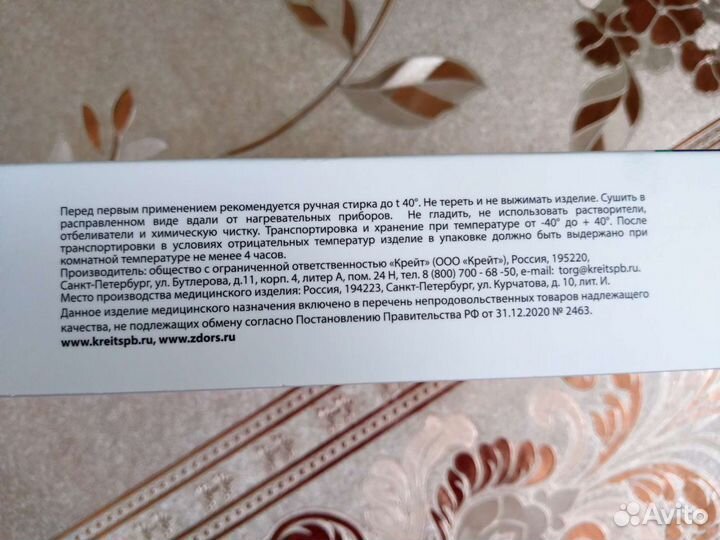 Перед первым применением рекомендуется ручная стирка до t 40°. Не тереть и не выжимать изделие. Сушить в
расправленном виде вдали от нагревательных приборов. Не гладить, не использовать растворители,
отбеливатели и химическую чистку. Транспортировка и хранение при температуре от -40° до + 40°. После
транспортировки в условиях отрицательных температур изделие в упаковке должно быть выдержано при
комнатной температуре не менее 4 часов.
Производитель: общество с ограниченной ответственностью «Крейт» (ООО «Крейт»), Россия, 195220,
Санкт-Петербург, ул. Бутлерова, д.11, корп. 4, литер А, пом. 24 Н, тел. 8 (800) 700 - 68 -50, e-mail: torg@kreitspb.ru.
Место производства медицинского изделия: Россия, 194223, Санкт-Петербург, ул. Курчатова, д. 10, лит. И.
Данное изделие медицинского назначения включено в перечень непродовольственных товаров надлежащего
качества, не подлежащих обмену согласно Постановлению Правительства РФ от 31.12.2020 № 2463.
www.kreitspb.ru, www.zdors.ru
Avito